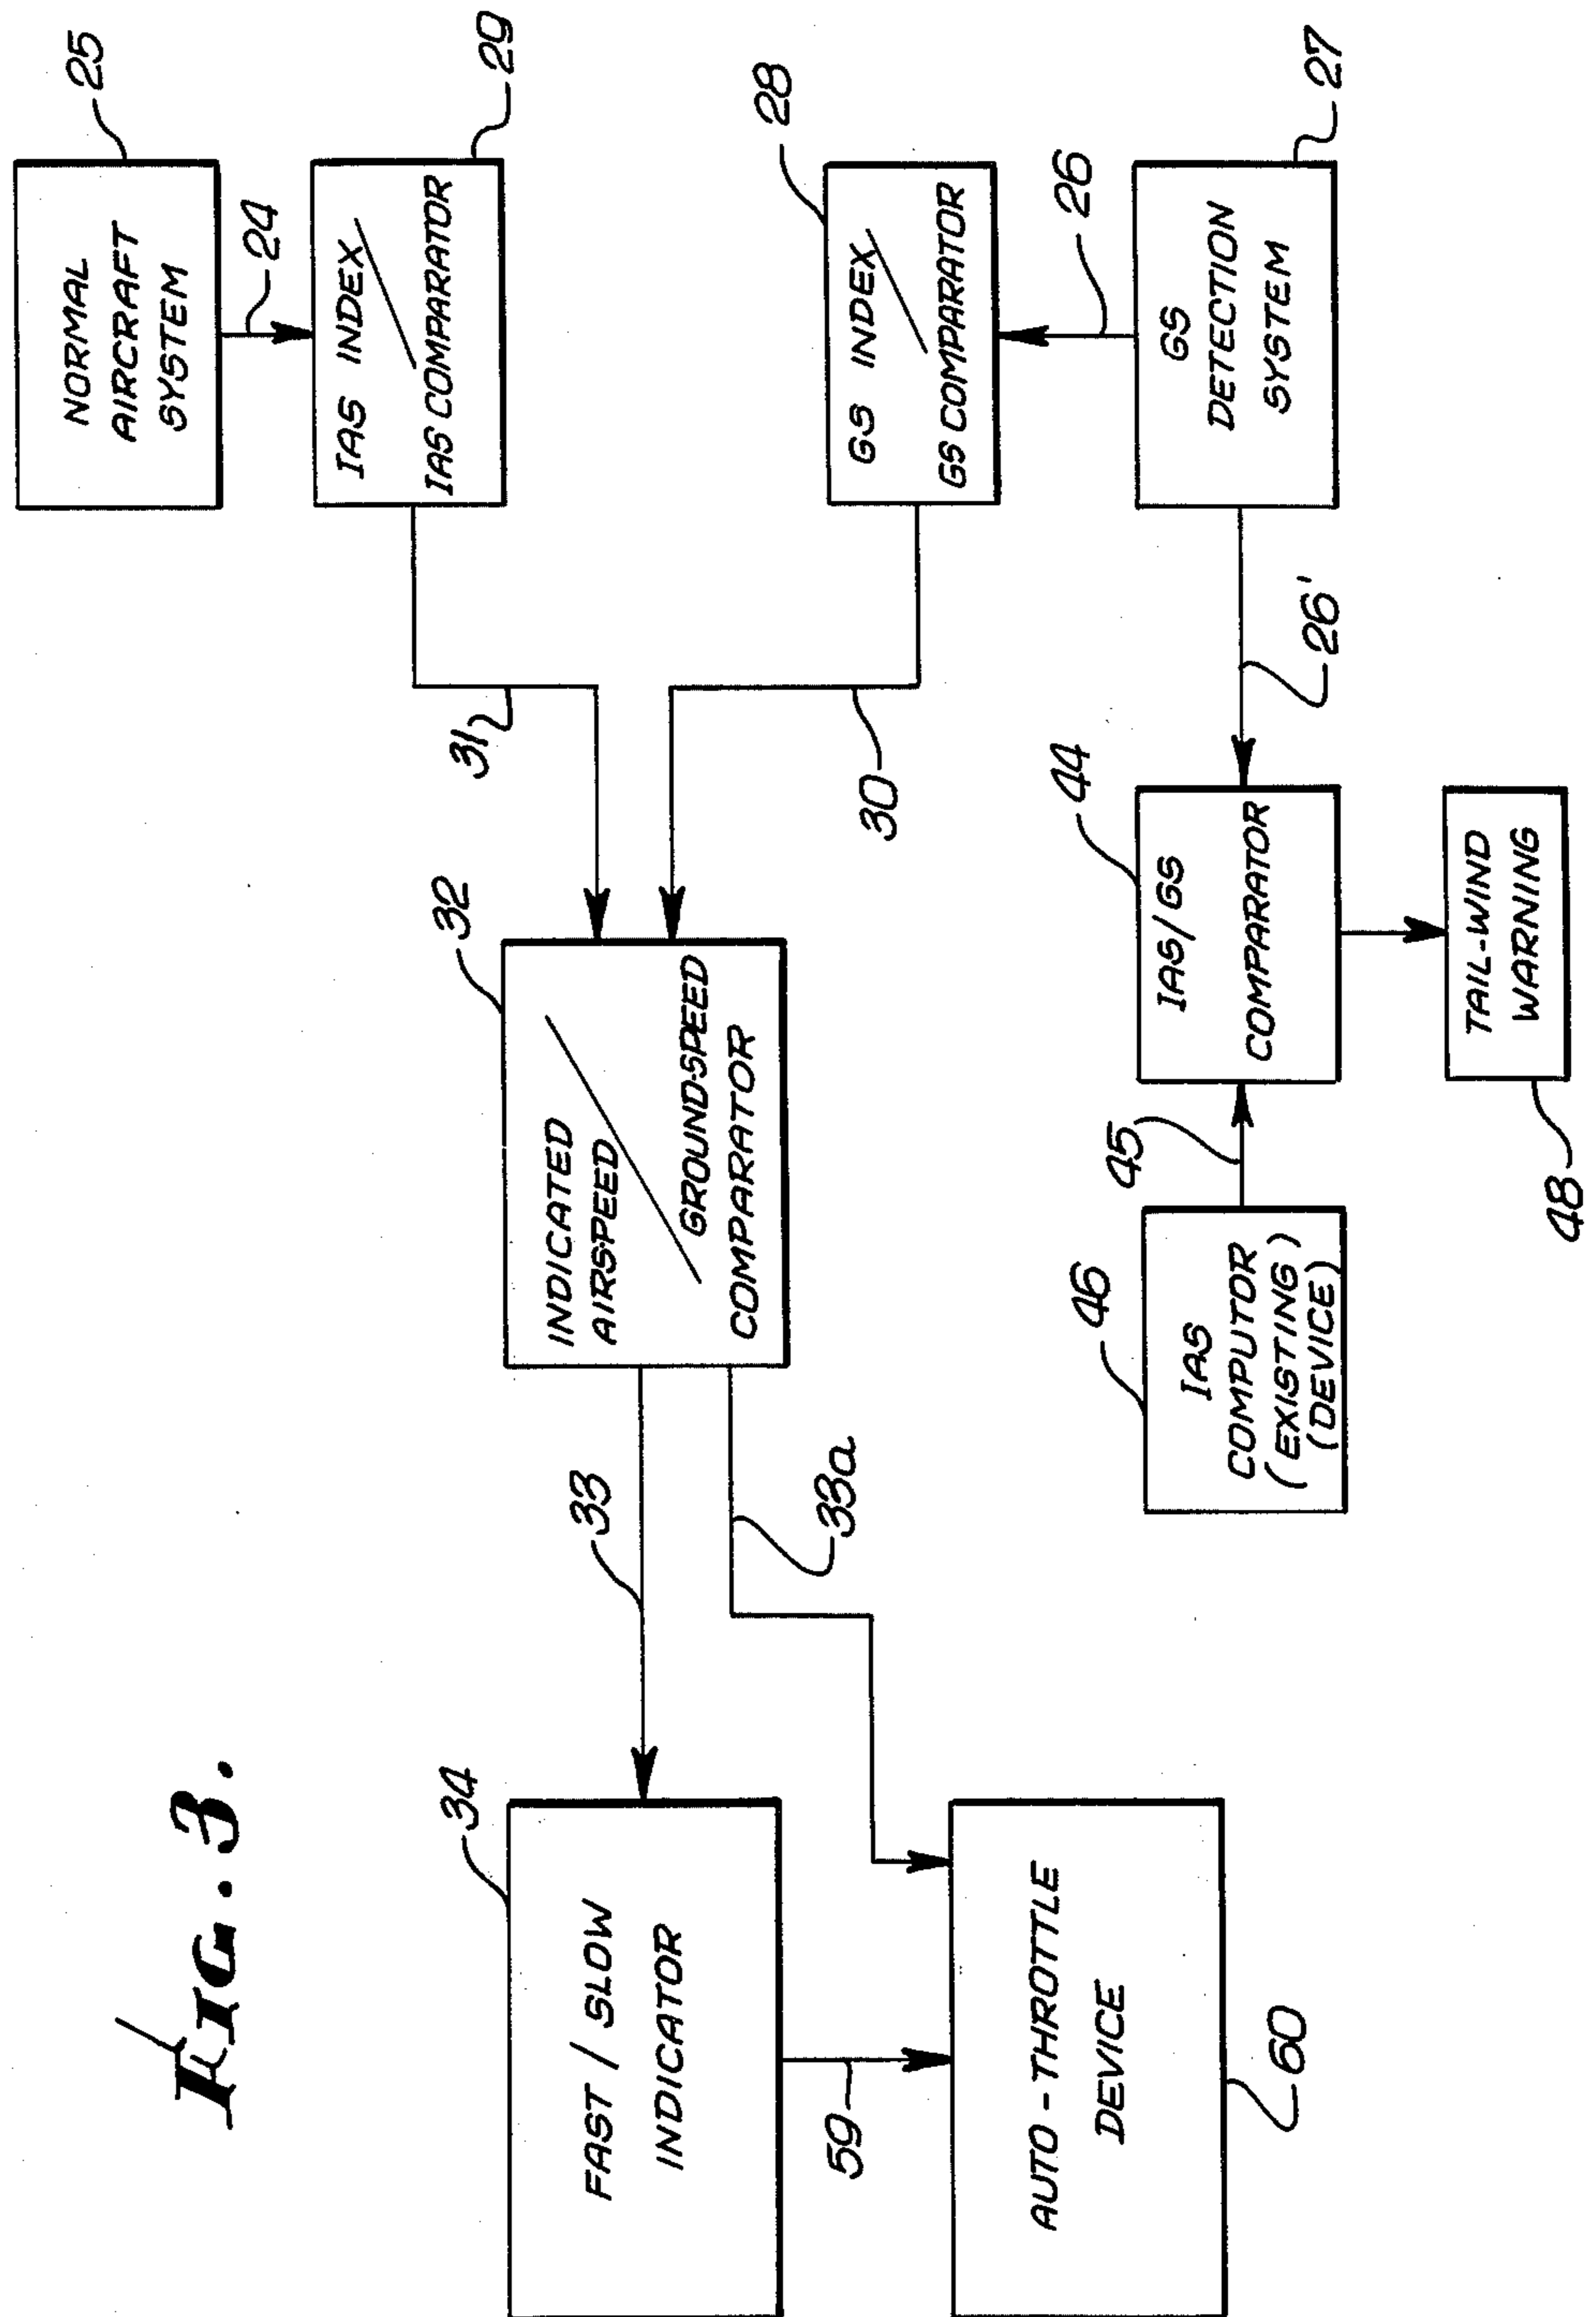 FIG. 3.
34
FAST / SLOW
INDICATOR
59
AUTO-THROTTLE
DEVICE
60
33
33a
32
INDICATED
AIRSPEED
GROUND-SPEED
COMPARATOR
31
30
25
NORMAL
AIRCRAFT
SYSTEM
24
29
IAS INDEX
IAS COMPARATOR
28
GS INDEX
GS COMPARATOR
26
27
GS
DETECTION
SYSTEM
26'
44
IAS/GS
COMPARATOR
45
46
IAS
COMPUTOR
(EXISTING)
(DEVICE)
TAIL-WIND
WARNING
48